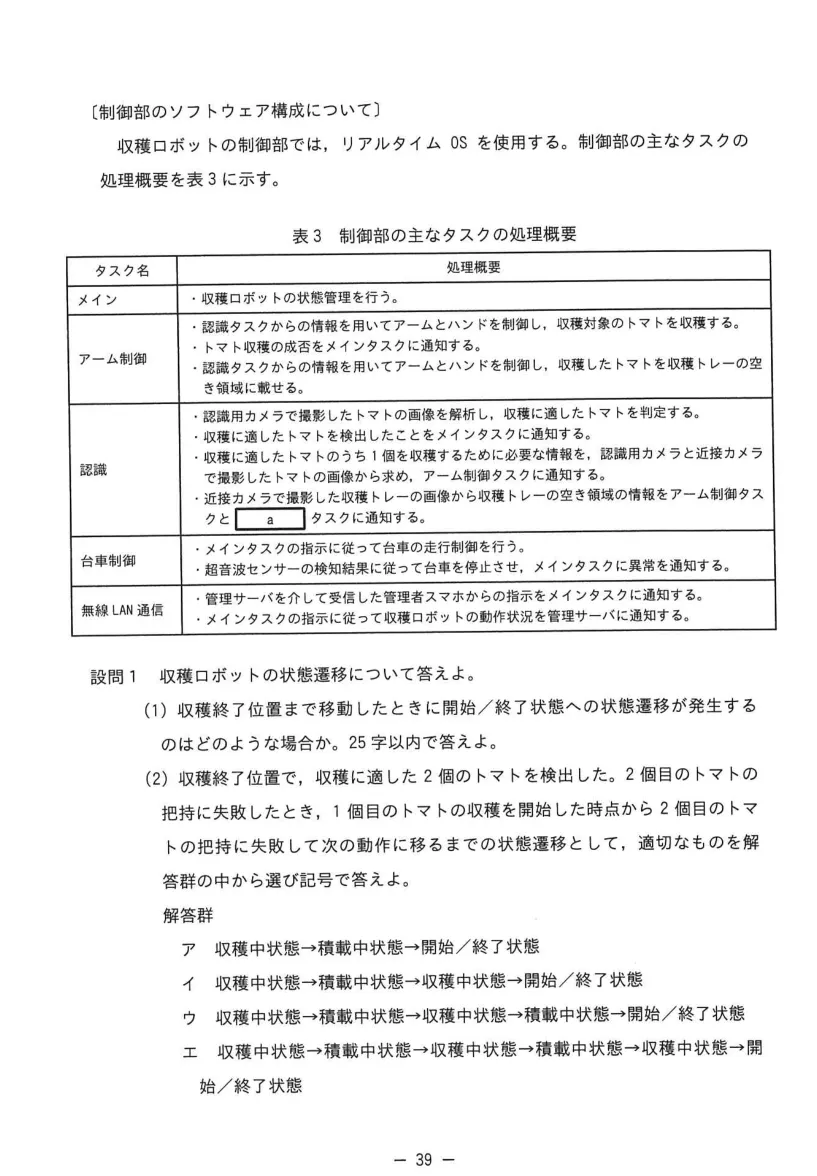 〔制御部のソフトウェア構成について〕
収穫ロボットの制御部では，リアルタイム OS を使用する。制御部の主なタスクの
処理概要を表 3 に示す。
表 3　制御部の主なタスクの処理概要
タスク名　処理概要
メイン　・収穫ロボットの状態管理を行う。
・認識タスクからの情報を用いてアームとハンドを制御し，収穫対象のトマトを収穫する。
・トマト収穫の成否をメインタスクに通知する。
アーム制御
・認識タスクからの情報を用いてアームとハンドを制御し，収穫したトマトを収穫トレーの空
き領域に載せる。
・認識用カメラで撮影したトマトの画像を解析し，収穫に適したトマトを判定する。
・収穫に適したトマトを検出したことをメインタスクに通知する。
・収穫に適したトマトのうち 1 個を収穫するために必要な情報を，認識用カメラと近接カメラ
認識
で撮影したトマトの画像から求め，アーム制御タスクに通知する。
・近接カメラで撮影した収穫トレーの画像から収穫トレーの空き領域の情報をアーム制御タス
クと　a　タスクに通知する。
・メインタスクの指示に従って台車の走行制御を行う。
台車制御
・超音波センサーの検知結果に従って台車を停止させ，メインタスクに異常を通知する。
・管理サーバを介して受信した管理者スマホからの指示をメインタスクに通知する。
無線 LAN 通信
・メインタスクの指示に従って収穫ロボットの動作状況を管理サーバに通知する。
設問 1　収穫ロボットの状態遷移について答えよ。
(1) 収穫終了位置まで移動したときに開始／終了状態への状態遷移が発生する
のはどのような場合か。25 字以内で答えよ。
(2) 収穫終了位置で，収穫に適した 2 個のトマトを検出した。2 個目のトマトの
把持に失敗したとき，1 個目のトマトの収穫を開始した時点から 2 個目のトマ
トの把持に失敗して次の動作に移るまでの状態遷移として，適切なものを解
答群の中から選び記号で答えよ。
解答群
ア　収穫中状態→積載中状態→開始／終了状態
イ　収穫中状態→積載中状態→収穫中状態→開始／終了状態
ウ　収穫中状態→積載中状態→収穫中状態→積載中状態→開始／終了状態
エ　収穫中状態→積載中状態→収穫中状態→積載中状態→収穫中状態→開
始／終了状態
－ 39 －